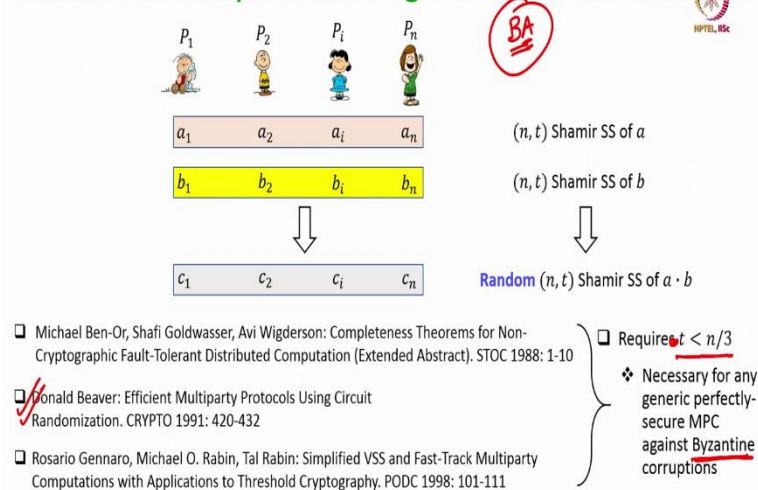 BA
NPTEL, IISc
P₁ P₂ Pᵢ Pₙ
a₁ a₂ aᵢ aₙ (n, t) Shamir SS of a
b₁ b₂ bᵢ bₙ (n, t) Shamir SS of b
c₁ c₂ cᵢ cₙ Random (n, t) Shamir SS of a · b
❑ Michael Ben-Or, Shafi Goldwasser, Avi Wigderson: Completeness Theorems for Non-
Cryptographic Fault-Tolerant Distributed Computation (Extended Abstract). STOC 1988: 1-10
❑ Donald Beaver: Efficient Multiparty Protocols Using Circuit
Randomization. CRYPTO 1991: 420-432
❑ Rosario Gennaro, Michael O. Rabin, Tal Rabin: Simplified VSS and Fast-Track Multiparty
Computations with Applications to Threshold Cryptography. PODC 1998: 101-111
❑ Requires t < n/3
❖ Necessary for any
generic perfectly-
secure MPC
against Byzantine
corruptions